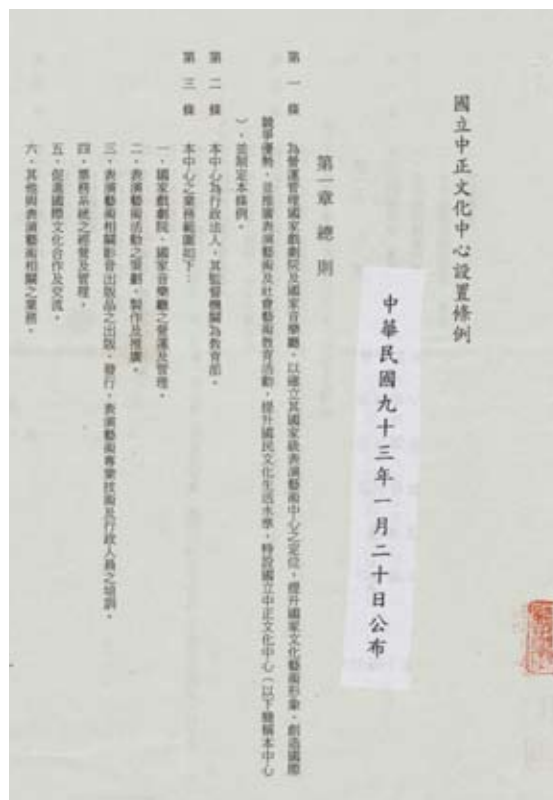 國立中正文化中心設置條例
中華民國九十三年一月二十日公布
第一章 總則
第一條 為營運管理國家戲劇院及國家音樂廳，以確立其國家級表演藝術中心之定位，提升國家文化藝術形象，創造國際
競爭優勢，並推廣表演藝術及社會藝術教育活動，提升國民文化生活水準，特設國立中正文化中心（以下簡稱本中心
），並制定本條例。
第二條 本中心為行政法人，其監督機關為教育部。
第三條 本中心之業務範圍如下：
一、國家戲劇院、國家音樂廳之營運及管理。
二、表演藝術活動之策劃、製作及推廣。
三、表演藝術相關影音出版品之出版、發行，表演藝術專業技術及行政人員之培訓。
四、票務系統之經營及管理。
五、促進國際文化合作及交流。
六、其他與表演藝術相關之業務。